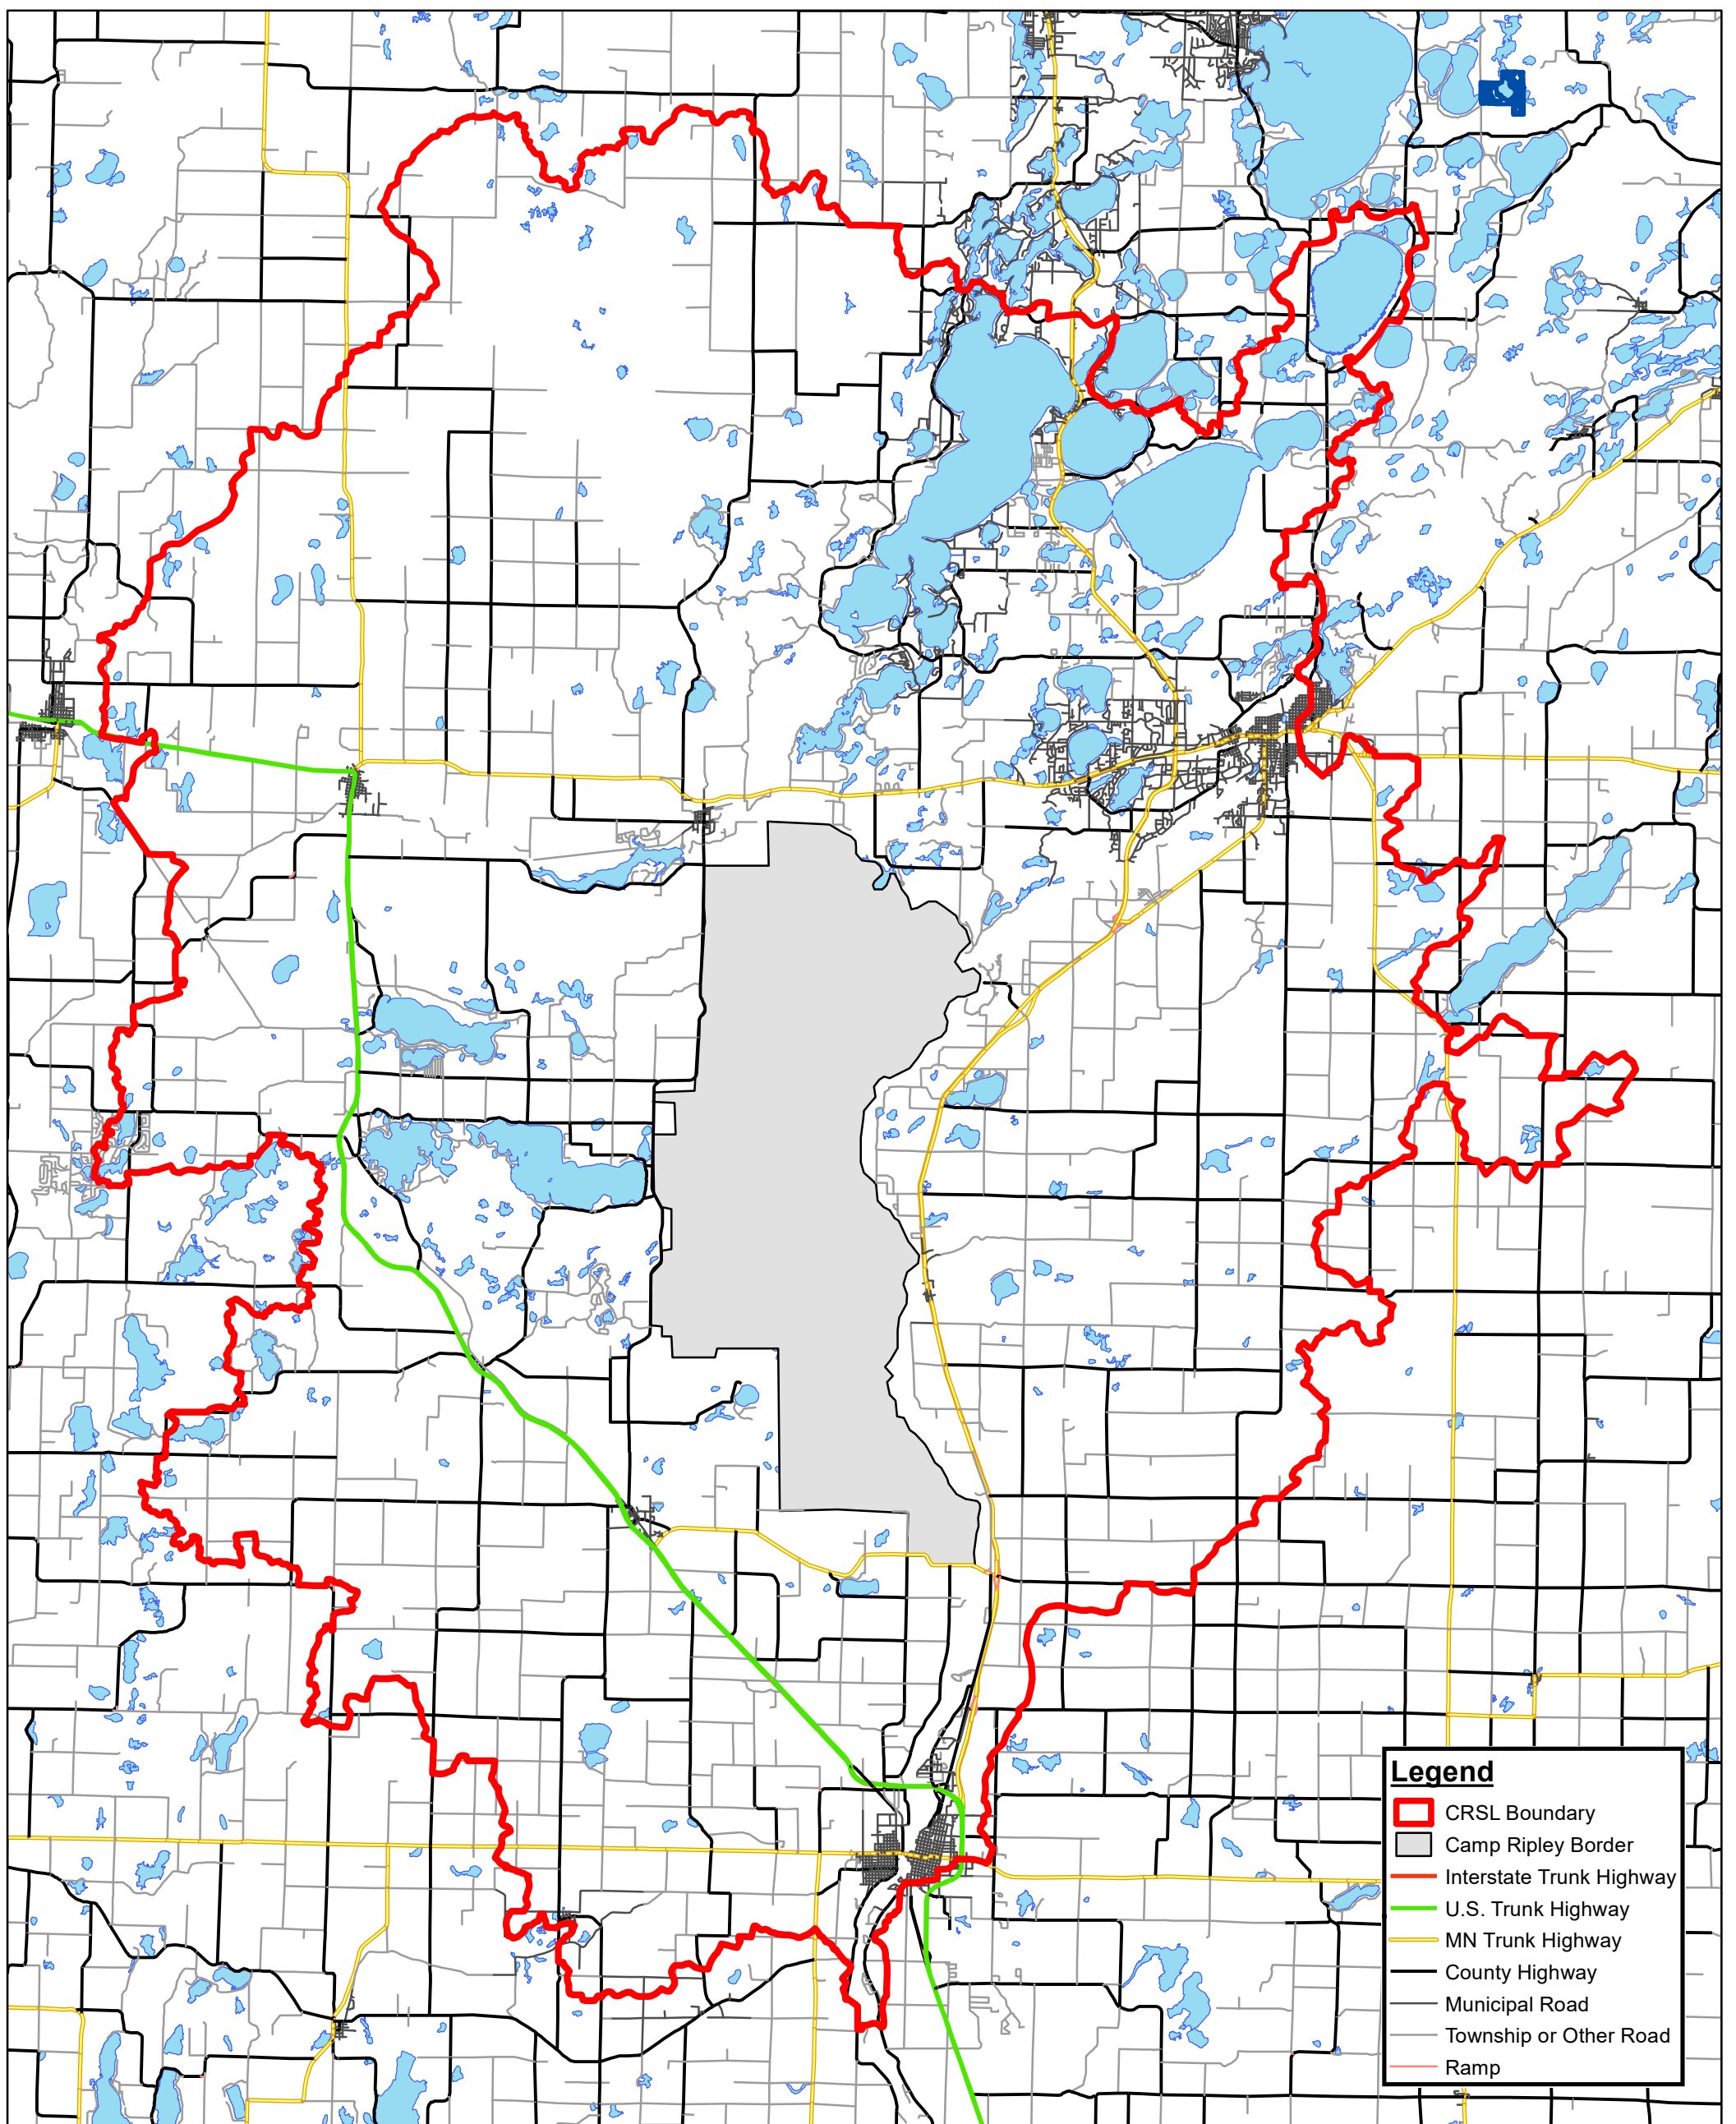 Legend
CRSL Boundary
Camp Ripley Border
Interstate Trunk Highway
U.S. Trunk Highway
MN Trunk Highway
County Highway
Municipal Road
Township or Other Road
Ramp